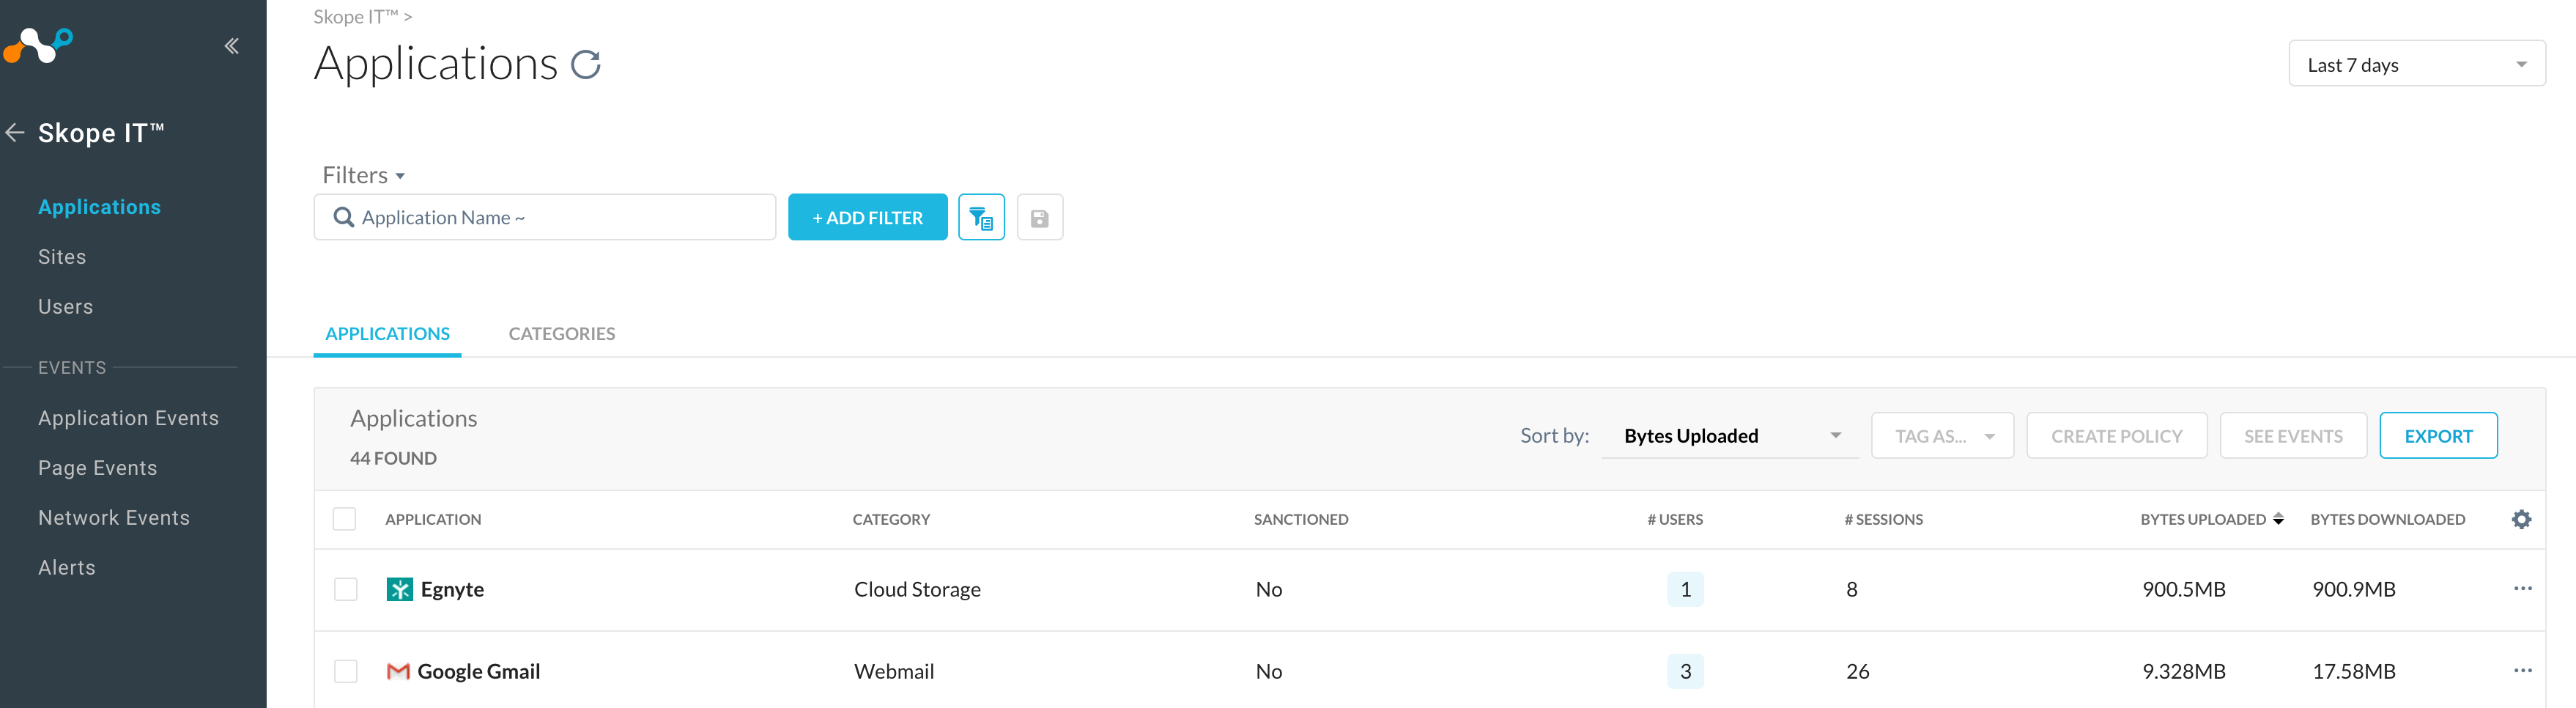 Skope IT™ >
Applications
Last 7 days
Skope IT™
Applications
Sites
Users
EVENTS
Application Events
Page Events
Network Events
Alerts
Filters
Application Name ~
+ ADD FILTER
APPLICATIONS CATEGORIES
Applications
44 FOUND
Sort by: Bytes Uploaded TAG AS... CREATE POLICY SEE EVENTS EXPORT
APPLICATION CATEGORY SANCTIONED # USERS # SESSIONS BYTES UPLOADED BYTES DOWNLOADED
Egnyte Cloud Storage No 1 8 900.5MB 900.9MB ...
Google Gmail Webmail No 3 26 9.328MB 17.58MB ...